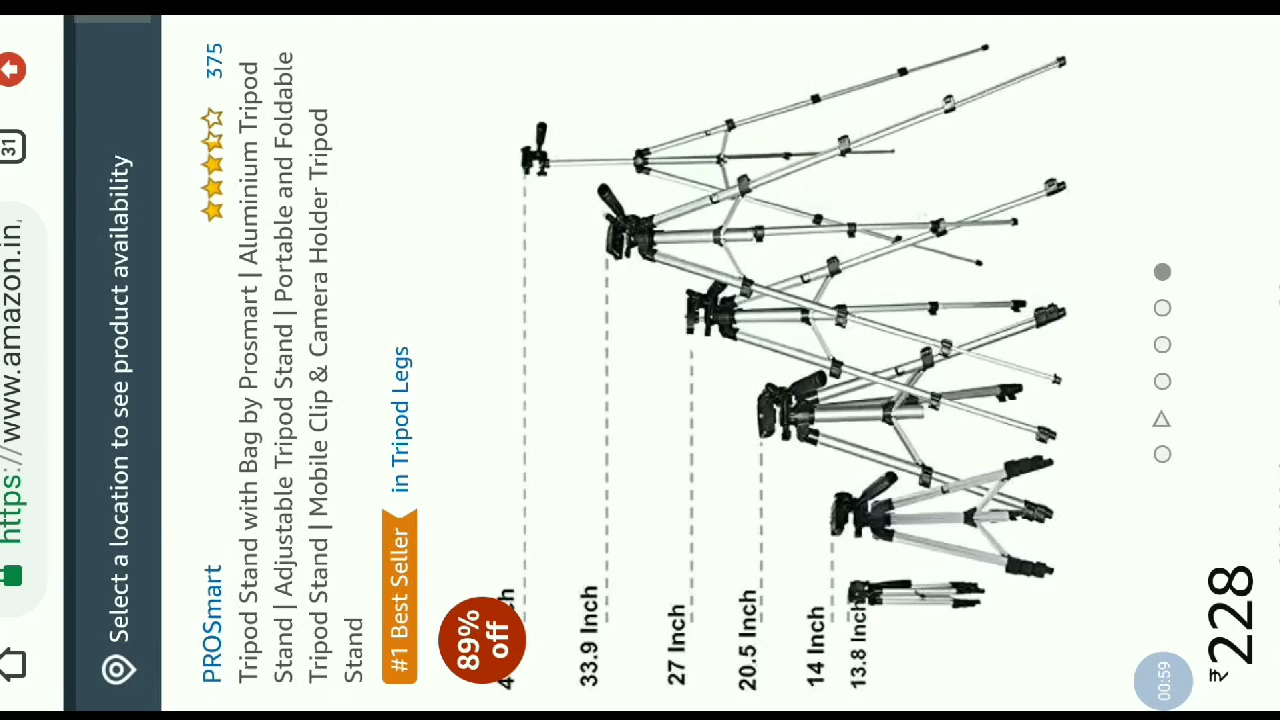 https://www.amazon.in
31
Select a location to see product availability
PROSmart
375
Tripod Stand with Bag by Prosmart | Aluminium Tripod
Stand | Adjustable Tripod Stand | Portable and Foldable
Tripod Stand | Mobile Clip & Camera Holder Tripod
Stand
#1 Best Seller
in Tripod Legs
89%
off
33.9 Inch
27 Inch
20.5 Inch
14 Inch
13.8 Inch
00:59
₹228